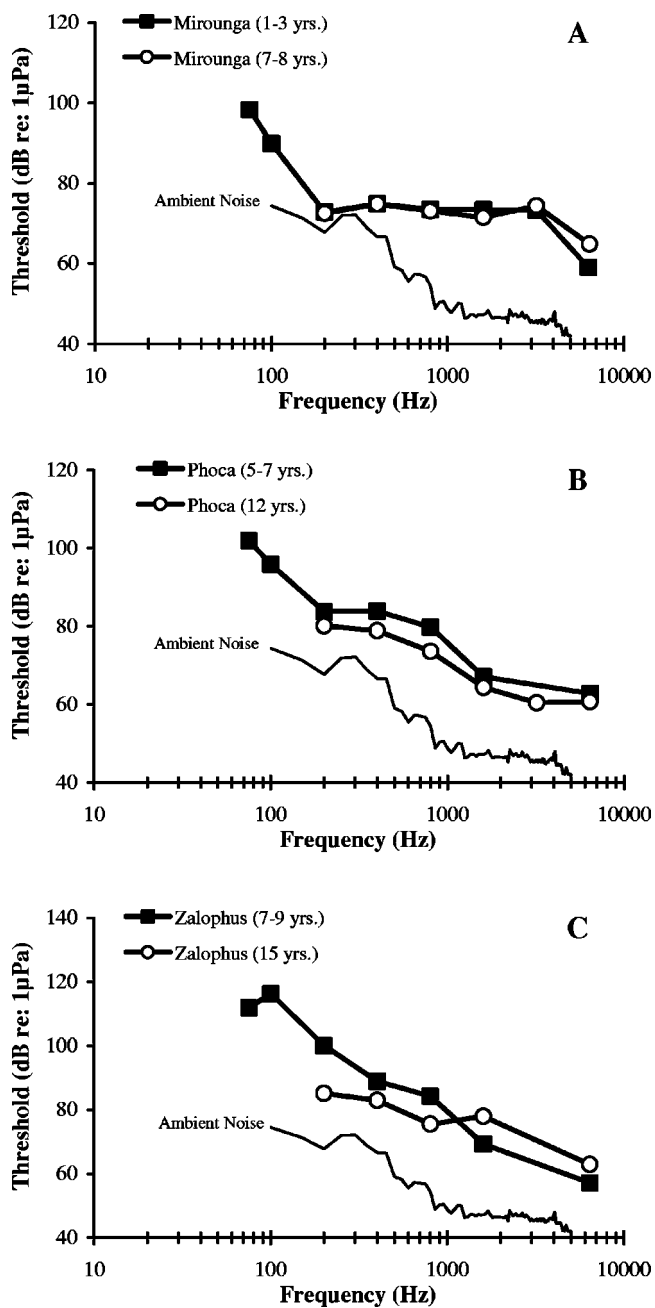 Mirounga (1-3 yrs.)
Mirounga (7-8 yrs.)
A
120
100
80
60
40
Threshold (dB re: 1µPa)
Ambient Noise
10
100
1000
10000
Frequency (Hz)
Phoca (5-7 yrs.)
Phoca (12 yrs.)
B
120
100
80
60
40
Threshold (dB re: 1µPa)
Ambient Noise
10
100
1000
10000
Frequency (Hz)
Zalophus (7-9 yrs.)
Zalophus (15 yrs.)
C
140
120
100
80
60
40
Threshold (dB re: 1µPa)
Ambient Noise
10
100
1000
10000
Frequency (Hz)